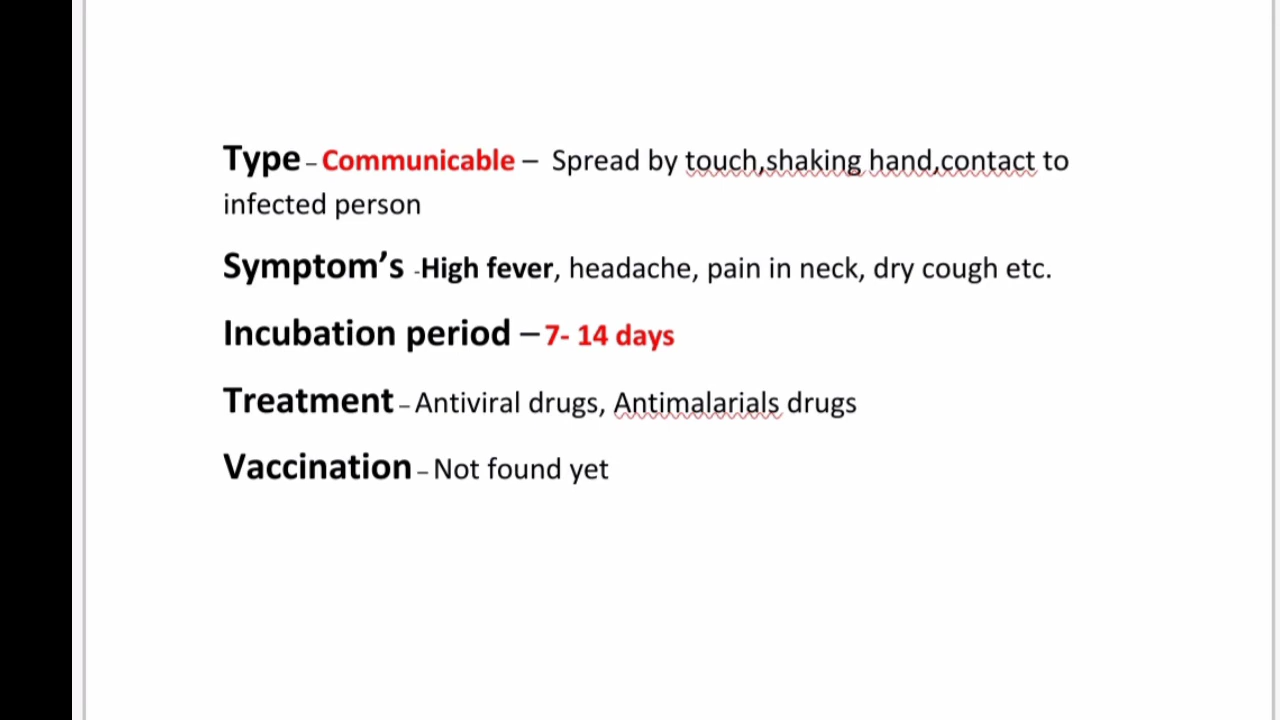 Type – Communicable – Spread by touch,shaking hand,contact to
infected person
Symptom’s -High fever, headache, pain in neck, dry cough etc.
Incubation period – 7- 14 days
Treatment – Antiviral drugs, Antimalarials drugs
Vaccination – Not found yet